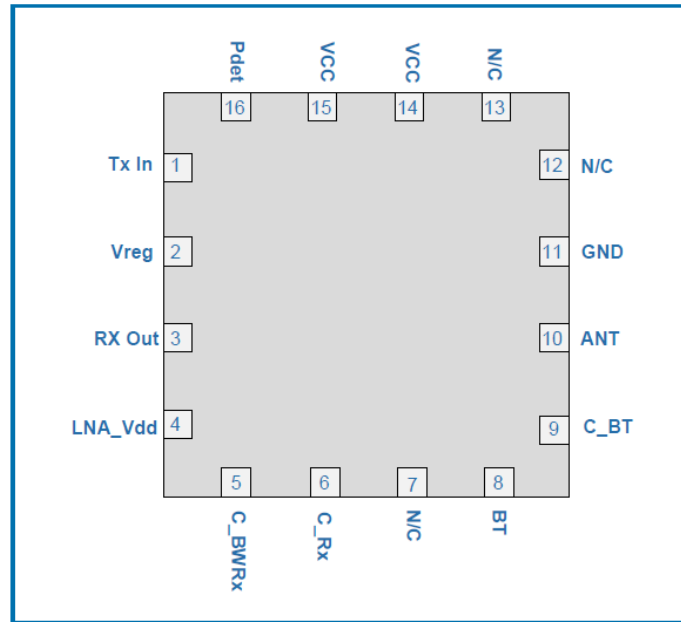 Pdet
VCC
VCC
N/C
16
15
14
13
Tx In
1
12
N/C
Vreg
2
11
GND
RX Out
3
10
ANT
LNA_Vdd
4
9
C_BT
5
6
7
8
C_BWRx
C_Rx
N/C
BT